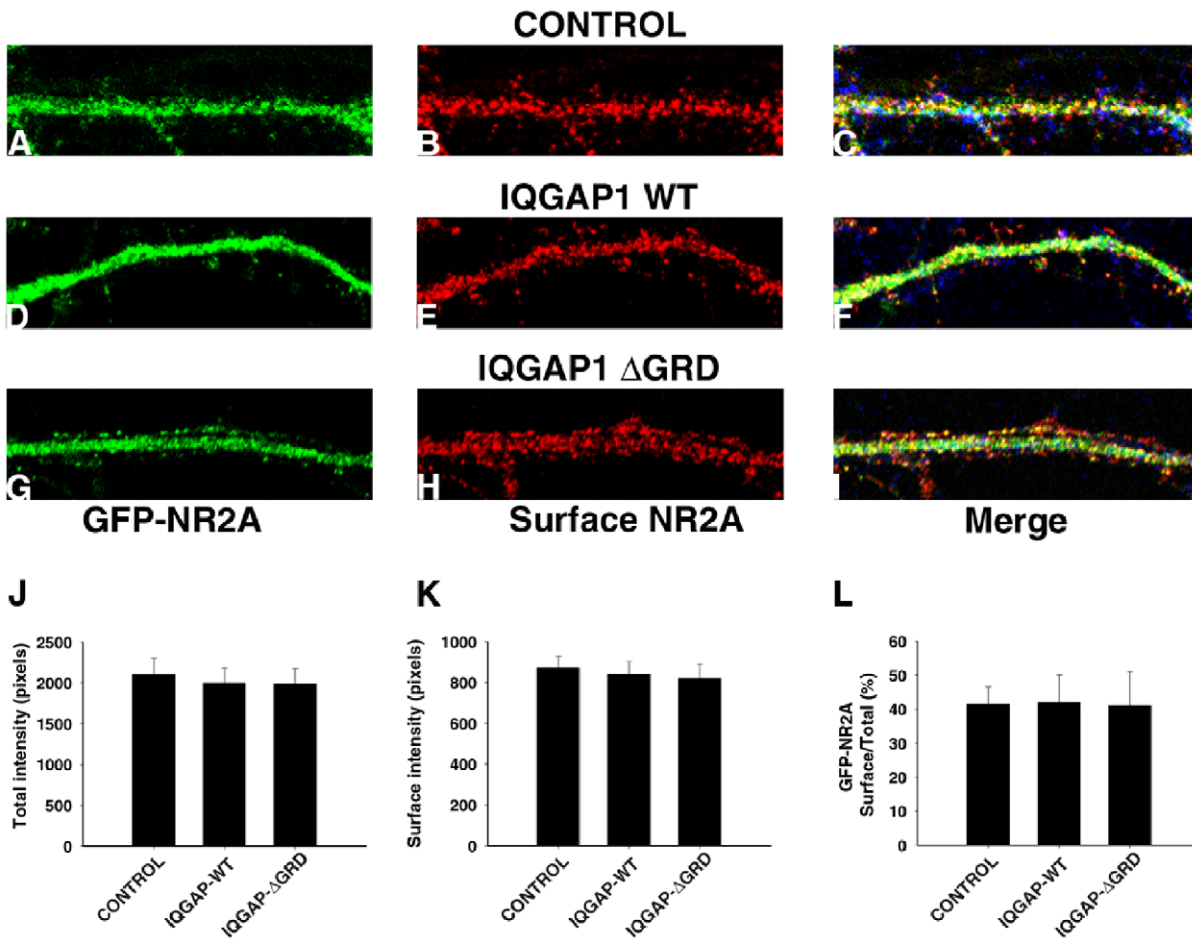 CONTROL
A
B
C
IQGAP1 WT
D
E
F
IQGAP1 ΔGRD
G
H
I
GFP-NR2A
Surface NR2A
Merge
J
K
L
Total intensity (pixels)
2500
2000
1500
1000
500
0
CONTROL
IQGAP-WT
IQGAP-ΔGRD
Surface intensity (pixels)
1000
800
600
400
200
0
CONTROL
IQGAP-WT
IQGAP-ΔGRD
GFP-NR2A
Surface/Total (%)
60
50
40
30
20
10
0
CONTROL
IQGAP-WT
IQGAP-ΔGRD